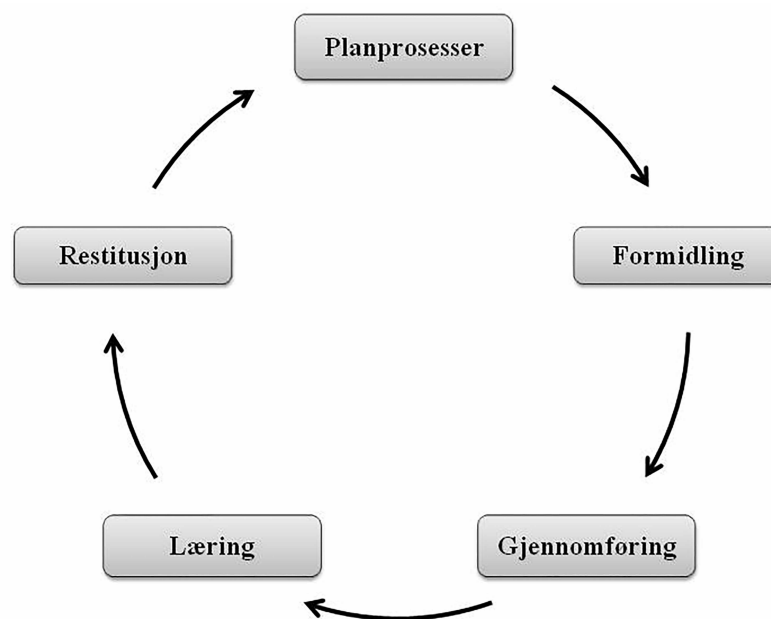 Planprosesser
Formidling
Gjennomføring
Læring
Restitusjon